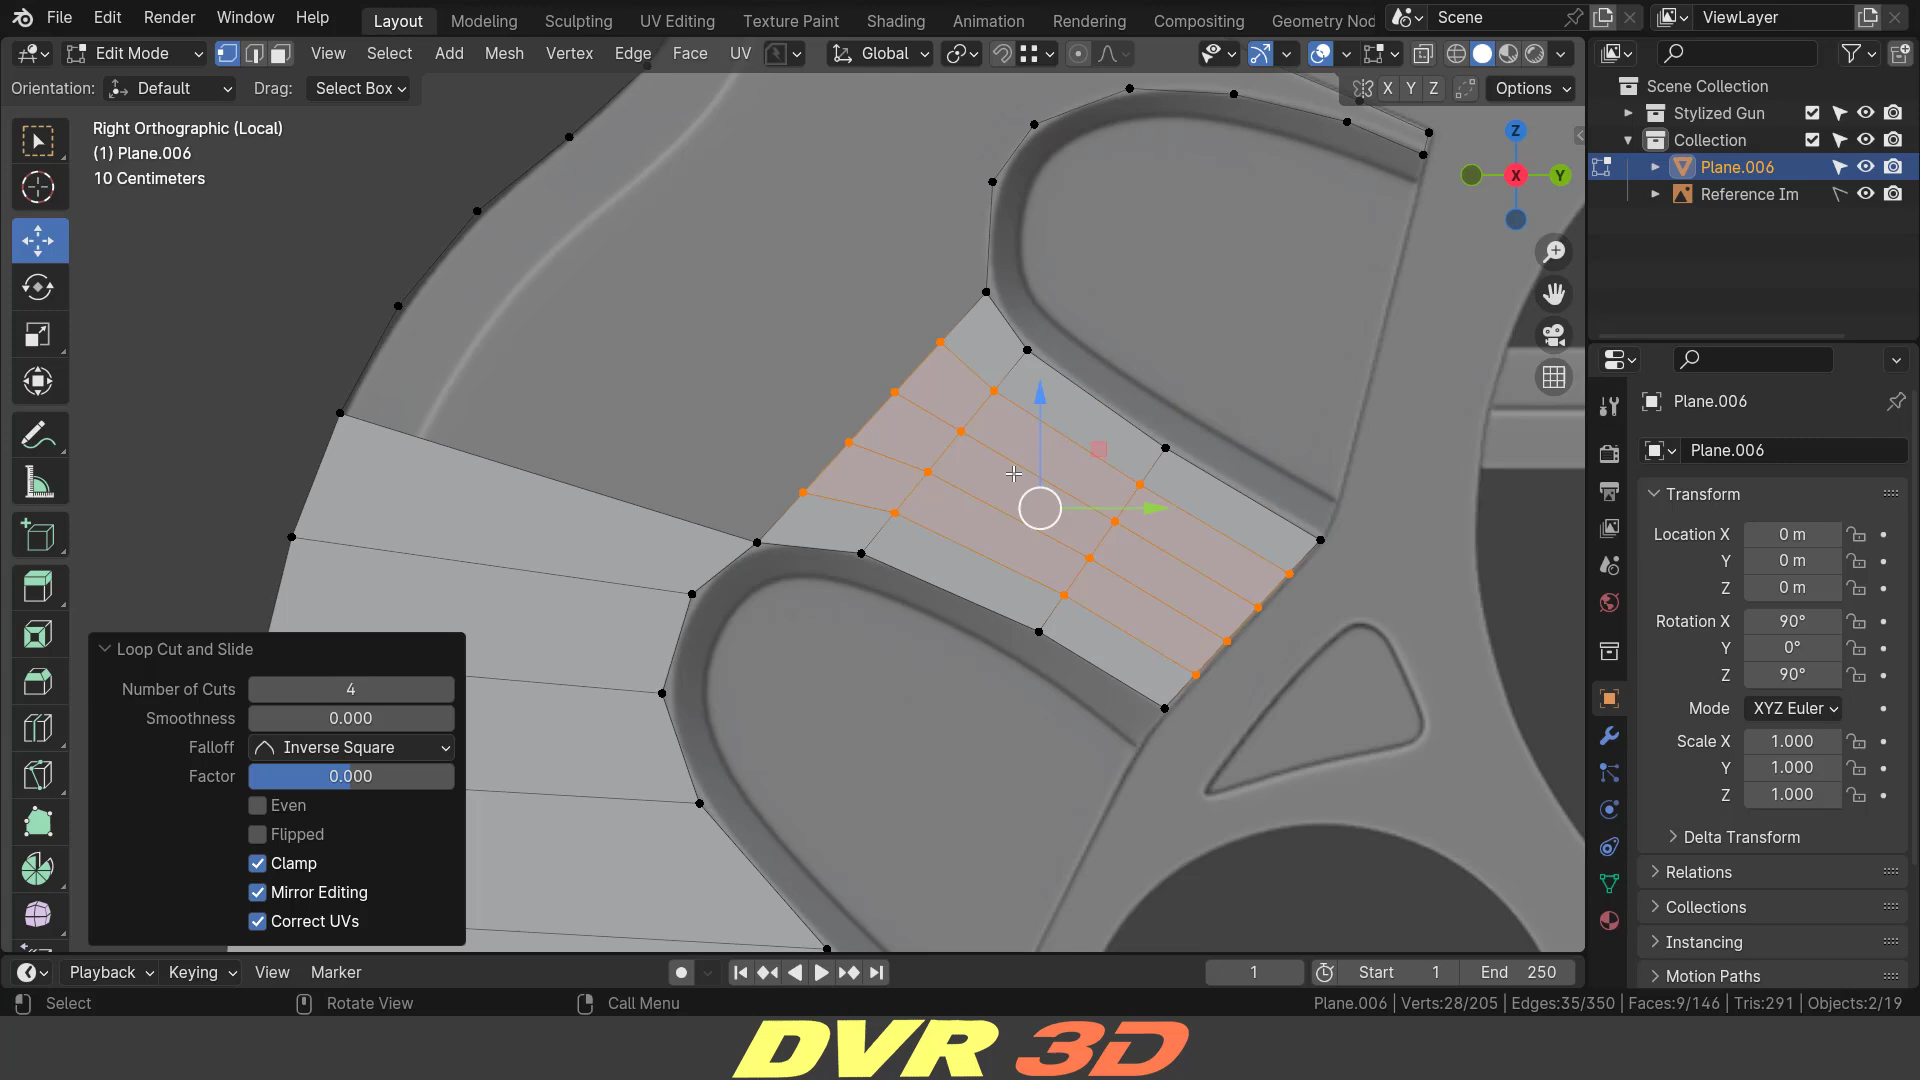 File Edit Render Window Help Layout Modeling Sculpting UV Editing Texture Paint Shading Animation Rendering Compositing Geometry Nod Scene ViewLayer
Edit Mode View Select Add Mesh Vertex Edge Face UV Global
Orientation: Default Drag: Select Box X Y Z Options
Right Orthographic (Local)
(1) Plane.006
10 Centimeters
Z
X
Y
Scene Collection
Stylized Gun
Collection
Plane.006
Reference Im
Plane.006
Plane.006
Transform
Location X 0 m
Y 0 m
Z 0 m
Rotation X 90°
Y 0°
Z 90°
Mode XYZ Euler
Scale X 1.000
Y 1.000
Z 1.000
Delta Transform
Relations
Collections
Instancing
Motion Paths
Loop Cut and Slide
Number of Cuts 4
Smoothness 0.000
Falloff Inverse Square
Factor 0.000
Even
Flipped
Clamp
Mirror Editing
Correct UVs
Playback Keying View Marker 1 Start 1 End 250
Select Rotate View Call Menu Plane.006 | Verts:28/205 | Edges:35/350 | Faces:9/146 | Tris:291 | Objects:2/19
DVR 3D